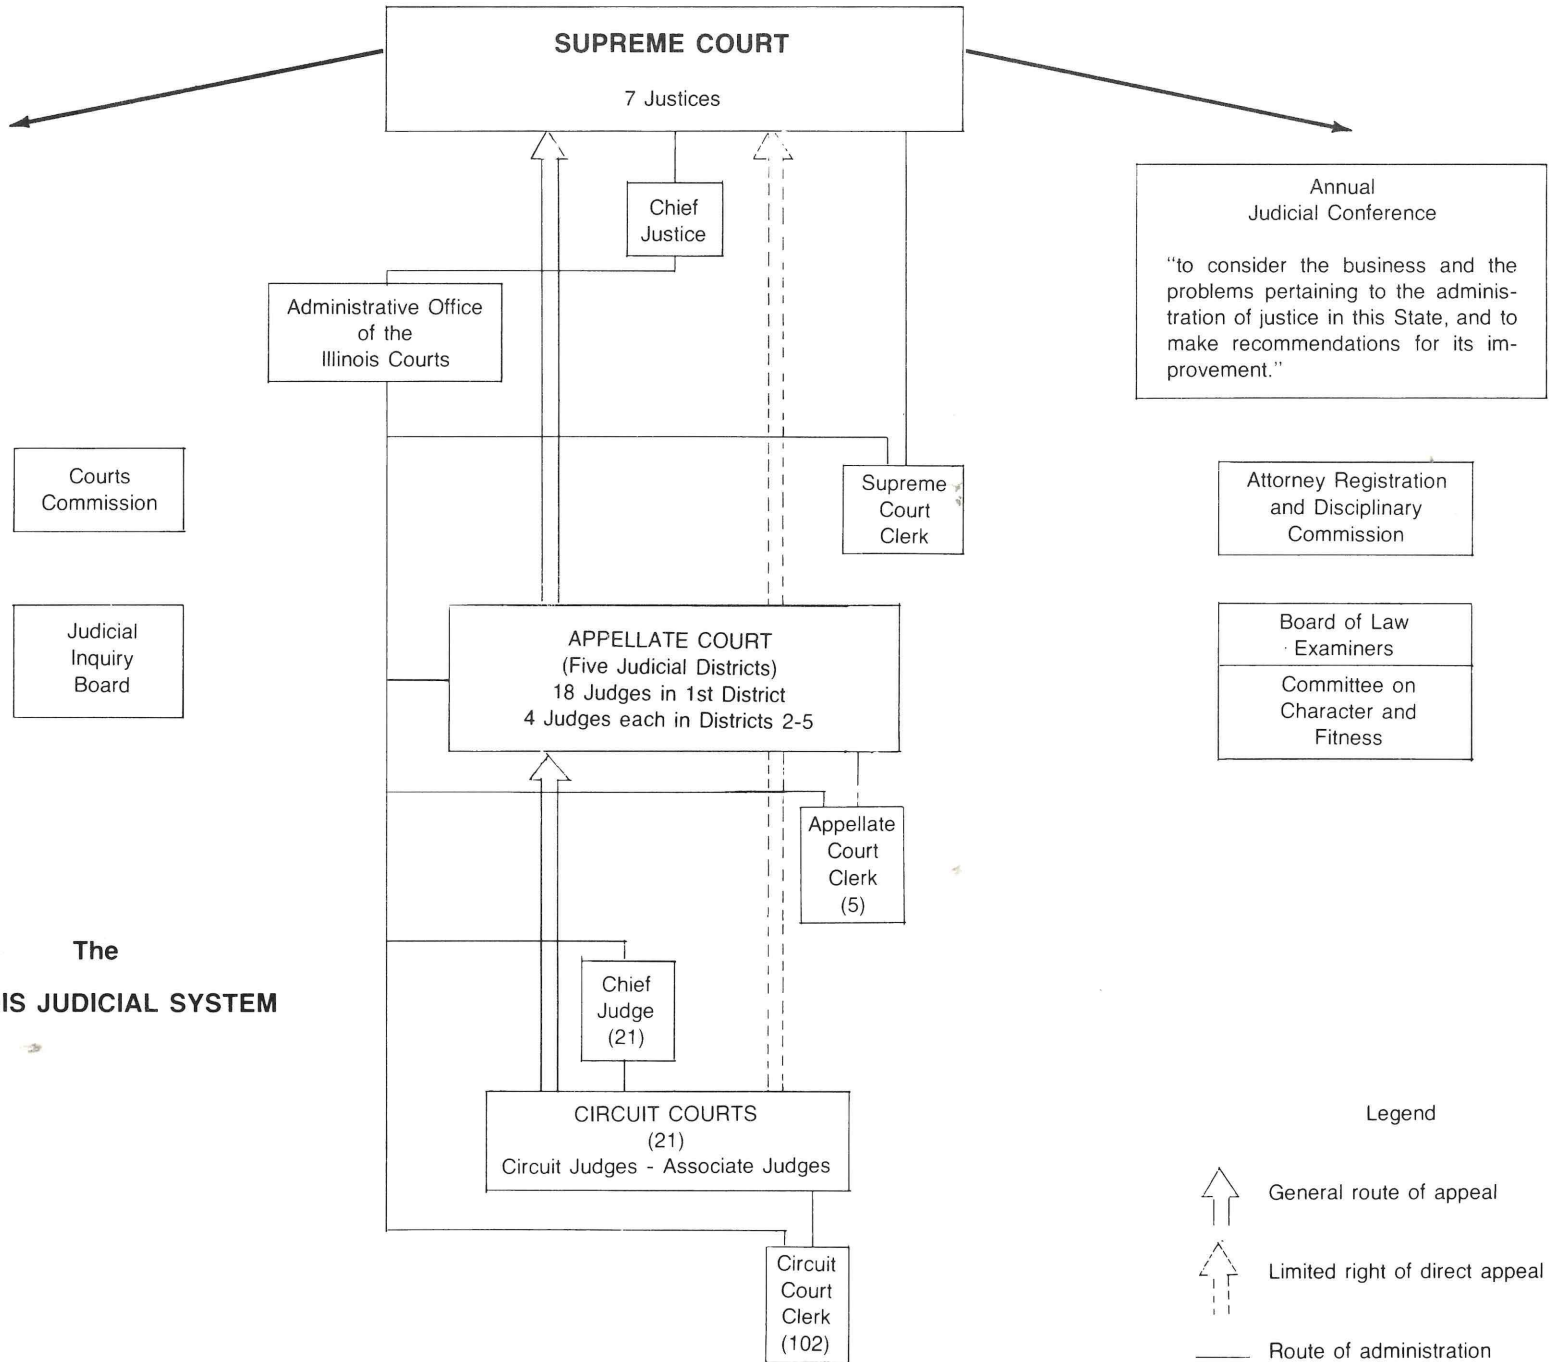 SUPREME COURT
7 Justices
Chief
Justice
Administrative Office
of the
Illinois Courts
Annual
Judicial Conference
“to consider the business and the
problems pertaining to the adminis-
tration of justice in this State, and to
make recommendations for its im-
provement.”
Courts
Commission
Supreme
Court
Clerk
Attorney Registration
and Disciplinary
Commission
Judicial
Inquiry
Board
APPELLATE COURT
(Five Judicial Districts)
18 Judges in 1st District
4 Judges each in Districts 2-5
Board of Law
Examiners
Committee on
Character and
Fitness
Appellate
Court
Clerk
(5)
The
IS JUDICIAL SYSTEM
Chief
Judge
(21)
CIRCUIT COURTS
(21)
Circuit Judges - Associate Judges
Circuit
Court
Clerk
(102)
Legend
General route of appeal
Limited right of direct appeal
Route of administration